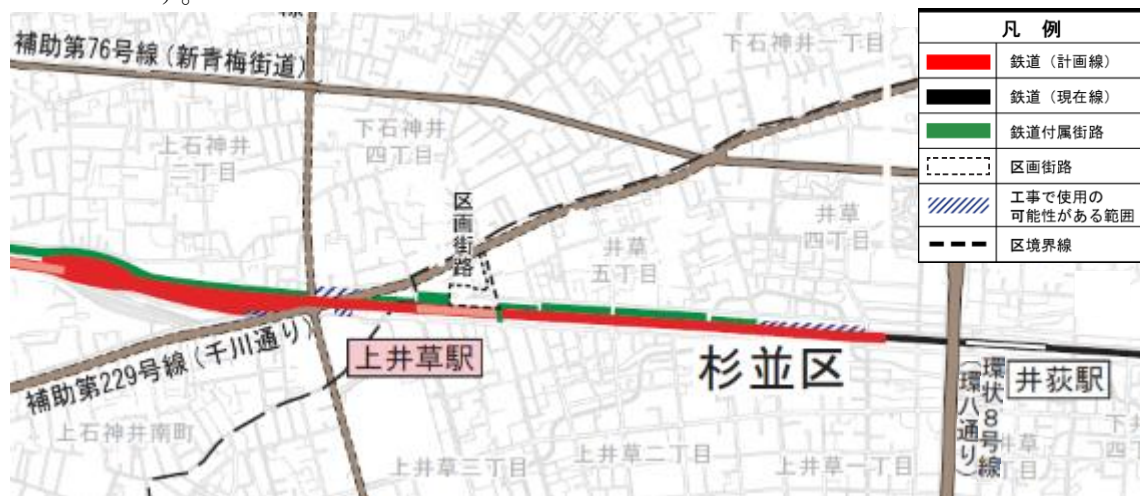 す。
補助第76号線（新青梅街道）
下石神井一丁目
上石神井
二丁目
下石神井
四丁目
区画街路
井草
五丁目
井草
四丁目
上井草駅
補助第229号線（千川通り）
杉並区
井荻駅
環状８号線
（環八通り）
上石神井南町
上井草三丁目
上井草二丁目
上井草一丁目
凡 例
鉄道（計画線）
鉄道（現在線）
鉄道付属街路
区画街路
工事で使用の
可能性がある範囲
区境界線